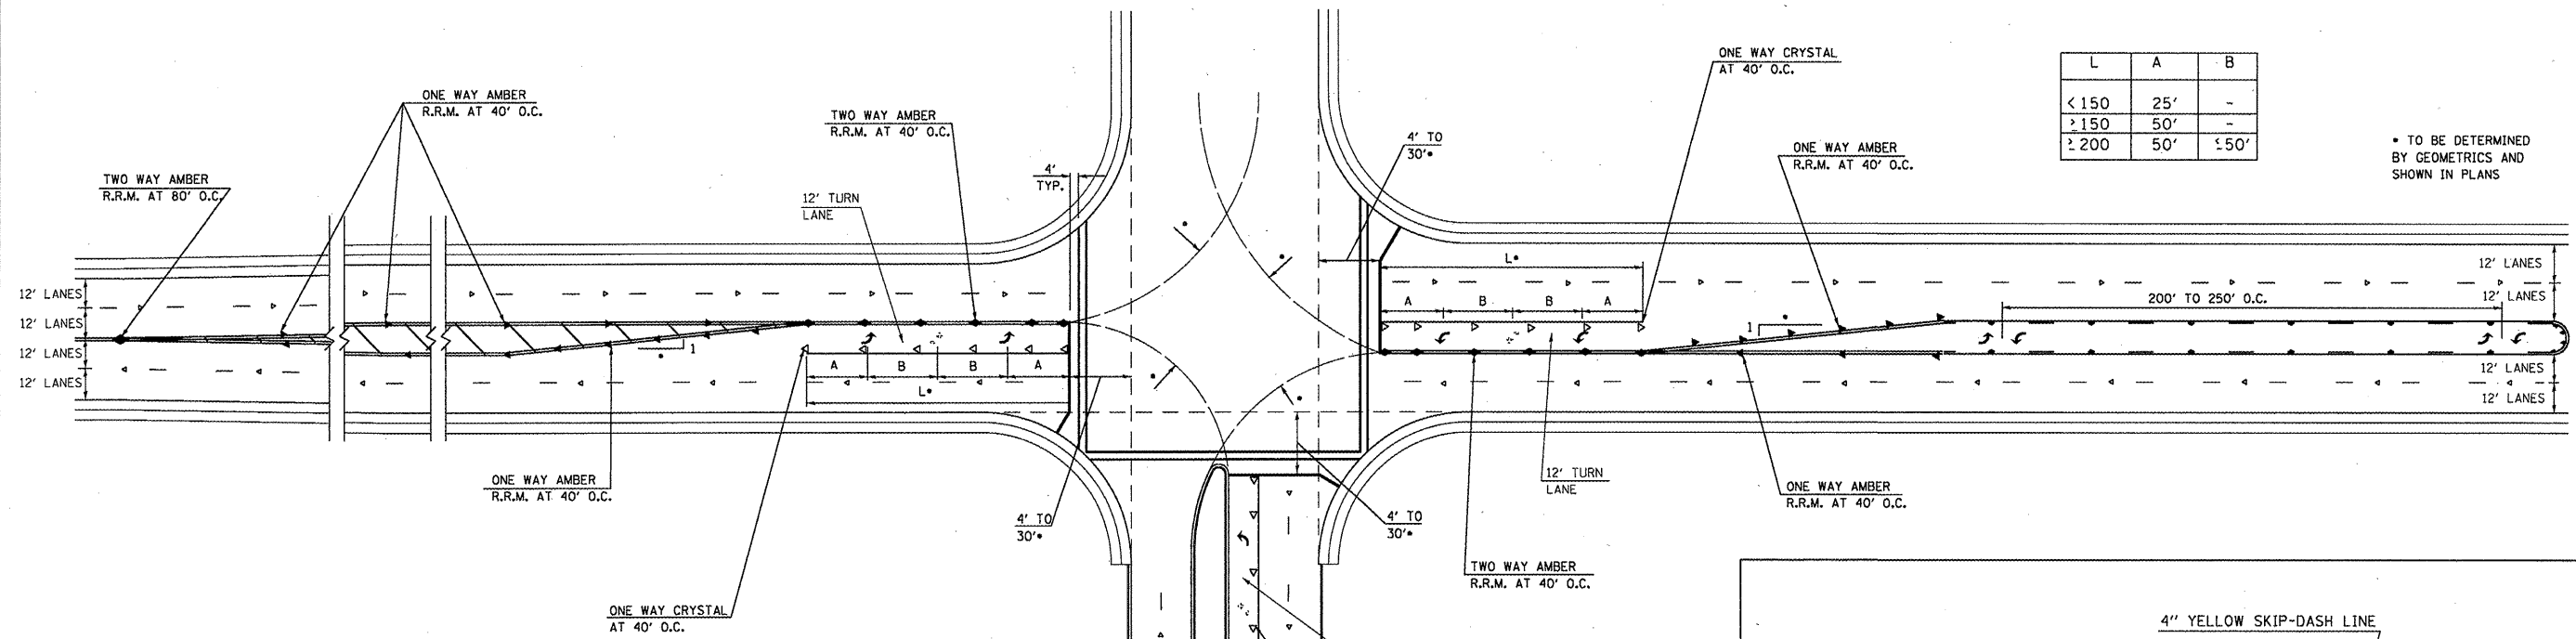 ONE WAY AMBER
R.R.M. AT 40' O.C.
TWO WAY AMBER
R.R.M. AT 80' O.C.
TWO WAY AMBER
R.R.M. AT 40' O.C.
12' TURN
LANE
4'
TYP.
4' TO
30'•
ONE WAY CRYSTAL
AT 40' O.C.
ONE WAY AMBER
R.R.M. AT 40' O.C.
L A B
<150 25' -
≥150 50' -
≥200 50' ≤50'
• TO BE DETERMINED
BY GEOMETRICS AND
SHOWN IN PLANS
12' LANES
12' LANES
12' LANES
12' LANES
1
•
A B B A
L•
•
•
•
•
L•
A B B A
1
•
200' TO 250' O.C.
12' LANES
12' LANES
12' LANES
12' LANES
ONE WAY AMBER
R.R.M. AT 40' O.C.
ONE WAY CRYSTAL
AT 40' O.C.
4' TO
30'•
4' TO
30'•
12' TURN
LANE
TWO WAY AMBER
R.R.M. AT 40' O.C.
ONE WAY AMBER
R.R.M. AT 40' O.C.
4" YELLOW SKIP-DASH LINE